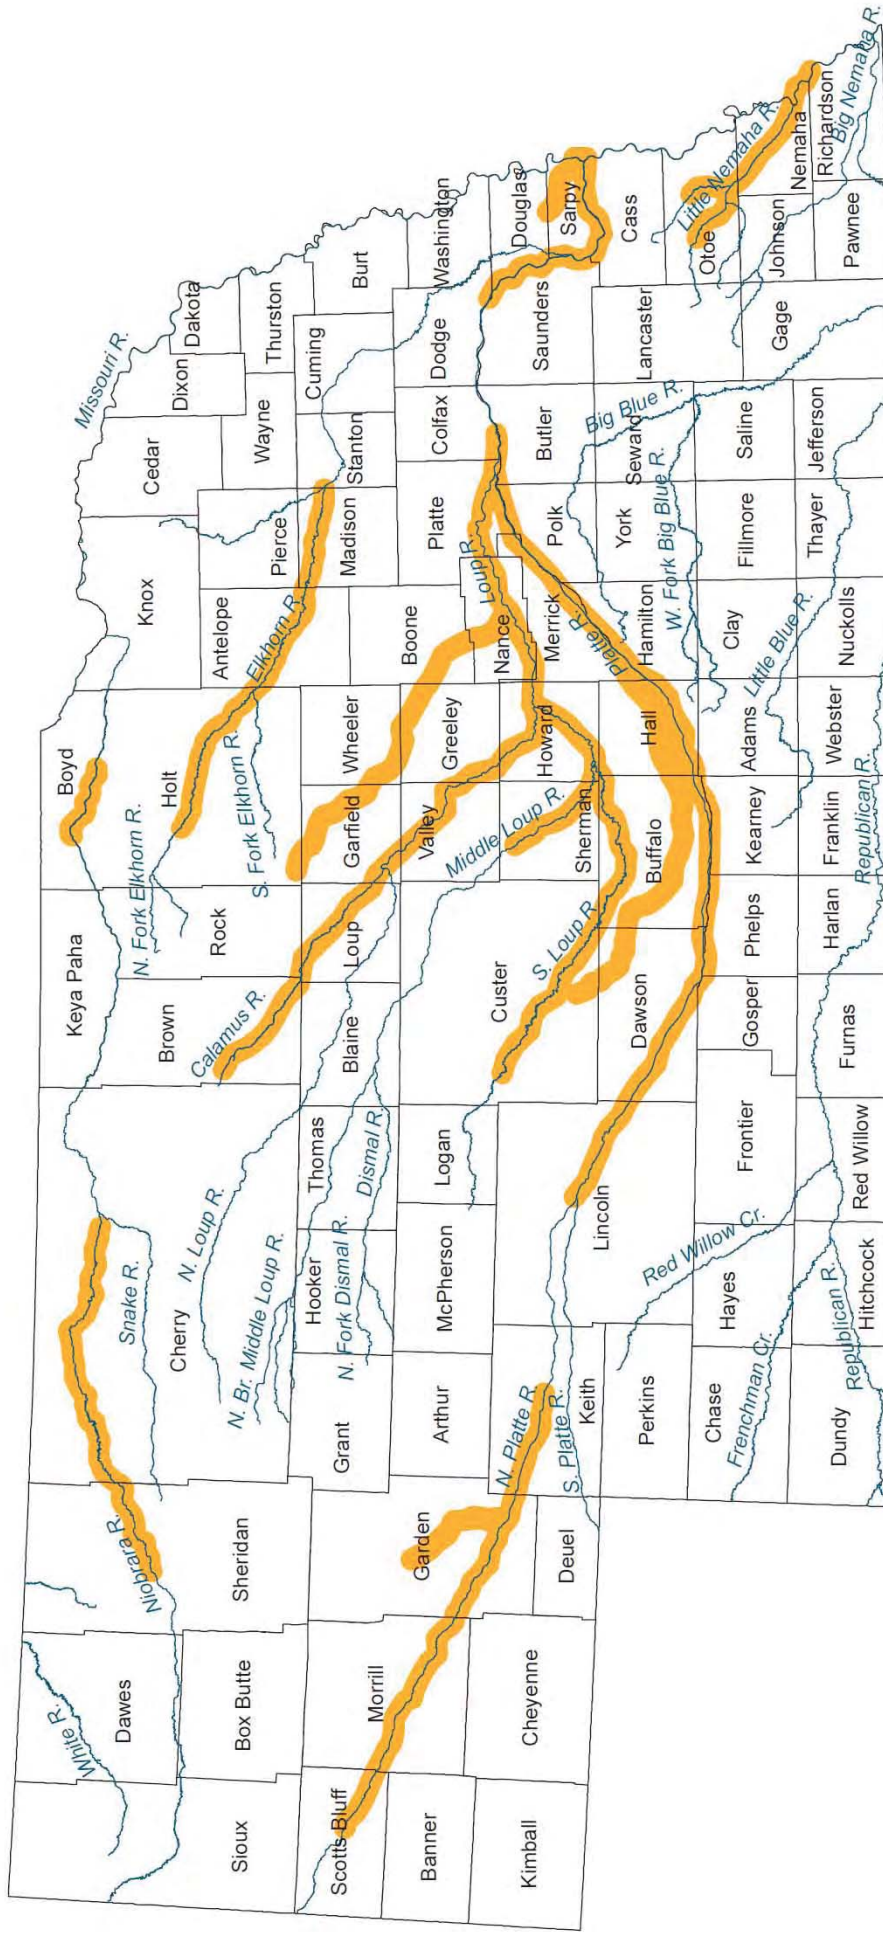 Missouri R.
Keya Paha
Boyd
Knox
Cedar
Dixon
Dakota
White R.
Dawes
Niobrara R.
Snake R.
Cherry
Brown
Rock
N. Fork Elkhorn R.
Holt
Antelope
Pierce
Wayne
Thurston
Sioux
Box Butte
Sheridan
N. Loup R.
Calamus R.
S. Fork Elkhorn R.
Elkhorn R.
Madison
Stanton
Cuming
Burt
N. Br. Middle Loup R.
Scotts Bluff
Morrill
Garden
Grant
Hooker
Thomas
Blaine
Loup
Garfield
Wheeler
Boone
Platte
Colfax
Dodge
Washington
N. Fork Dismal R.
Dismal R.
Banner
Arthur
McPherson
Logan
Custer
Valley
Greeley
Nance
Loup R.
Middle Loup R.
Kimball
Cheyenne
Deuel
N. Platte R.
S. Platte R.
Keith
Lincoln
S. Loup R.
Sherman
Howard
Merrick
Platte R.
Polk
Butler
Saunders
Douglas
Sarpy
Perkins
Dawson
Buffalo
Hall
Hamilton
York
Seward
Big Blue R.
Lancaster
Cass
W. Fork Big Blue R.
Red Willow Cr.
Chase
Hayes
Frontier
Gosper
Phelps
Kearney
Adams
Clay
Fillmore
Saline
Otoe
Little Nemaha R.
Little Blue R.
Gage
Johnson
Nemaha
Frenchman Cr.
Dundy
Republican R.
Hitchcock
Red Willow
Furnas
Harlan
Franklin
Webster
Nuckolls
Thayer
Jefferson
Pawnee
Richardson
Republican R.
Big Nemaha R.